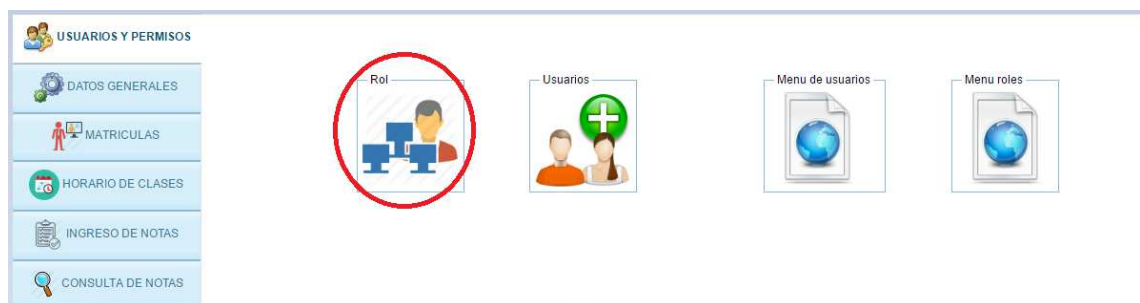 USUARIOS Y PERMISOS
DATOS GENERALES
MATRICULAS
HORARIO DE CLASES
INGRESO DE NOTAS
CONSULTA DE NOTAS
Rol
Usuarios
Menu de usuarios
Menu roles